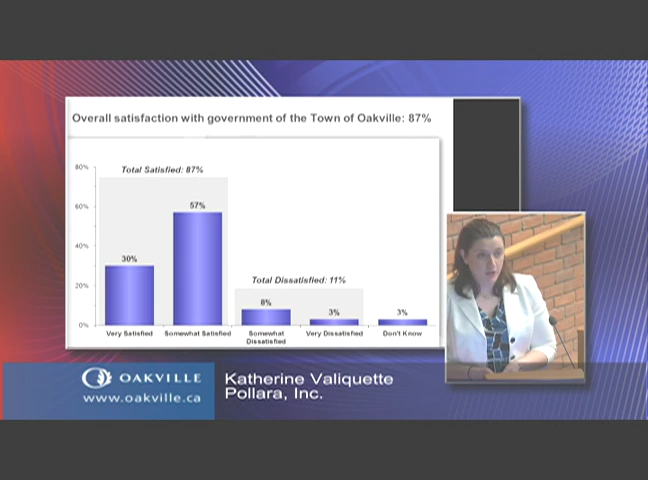 Overall satisfaction with government of the Town of Oakville: 87%
Total Satisfied: 87%
80%
60%
40%
20%
0%
30%
57%
Total Dissatisfied: 11%
8%
3%
3%
Very Satisfied
Somewhat Satisfied
Somewhat
Dissatisfied
Very Dissatisfied
Don't Know
OAKVILLE
www.oakville.ca
Katherine Valiquette
Pollara, Inc.